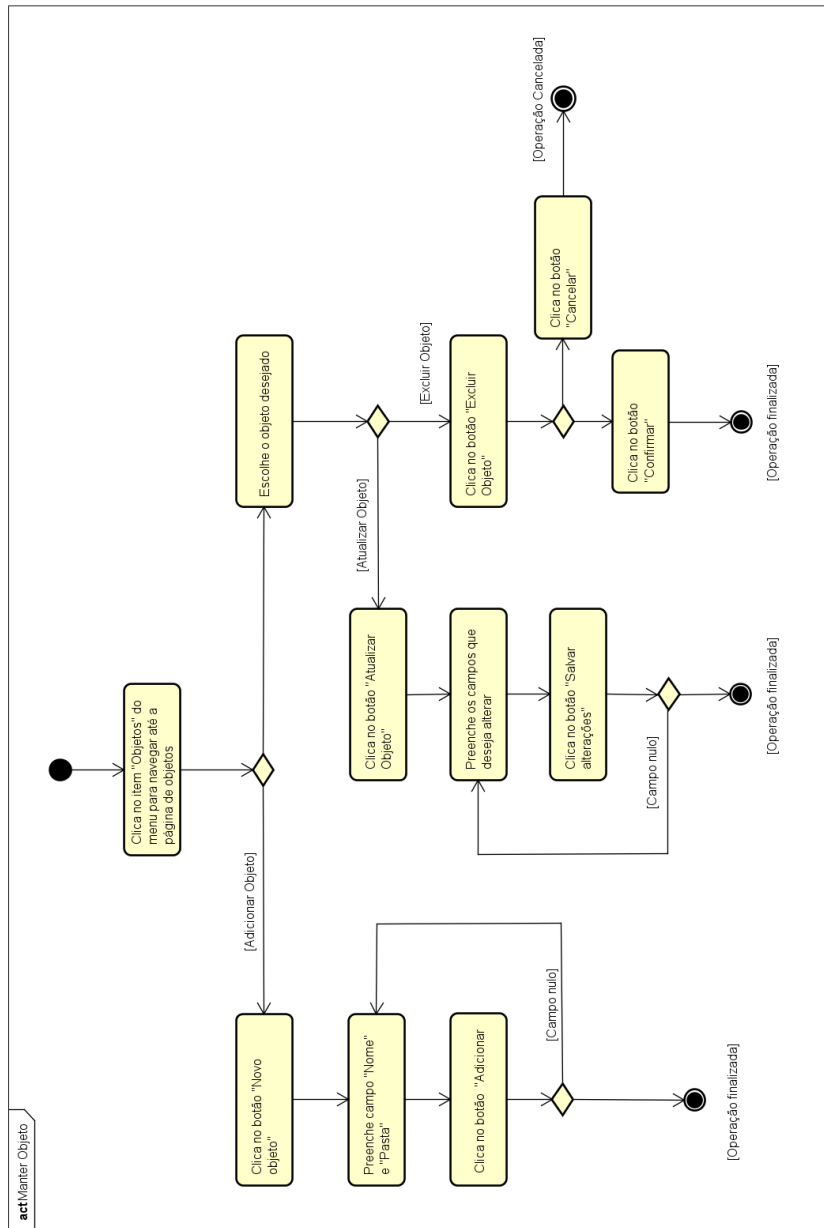 act Manter Objeto
Clica no item "Objetos" do
menu para navegar até a
página de objetos
[Adicionar Objeto]
Clica no botão "Novo
objeto"
Preenche campo "Nome"
e "Pasta"
Clica no botão "Adicionar
[Campo nulo]
[Operação finalizada]
Escolhe o objeto desejado
[Atualizar Objeto]
Clica no botão "Atualizar
Objeto"
Preenche os campos que
deseja alterar
Clica no botão "Salvar
alterações"
[Campo nulo]
[Operação finalizada]
[Excluir Objeto]
Clica no botão "Excluir
Objeto"
Clica no botão
"Confirmar"
[Operação finalizada]
Clica no botão
"Cancelar"
[Operação Cancelada]